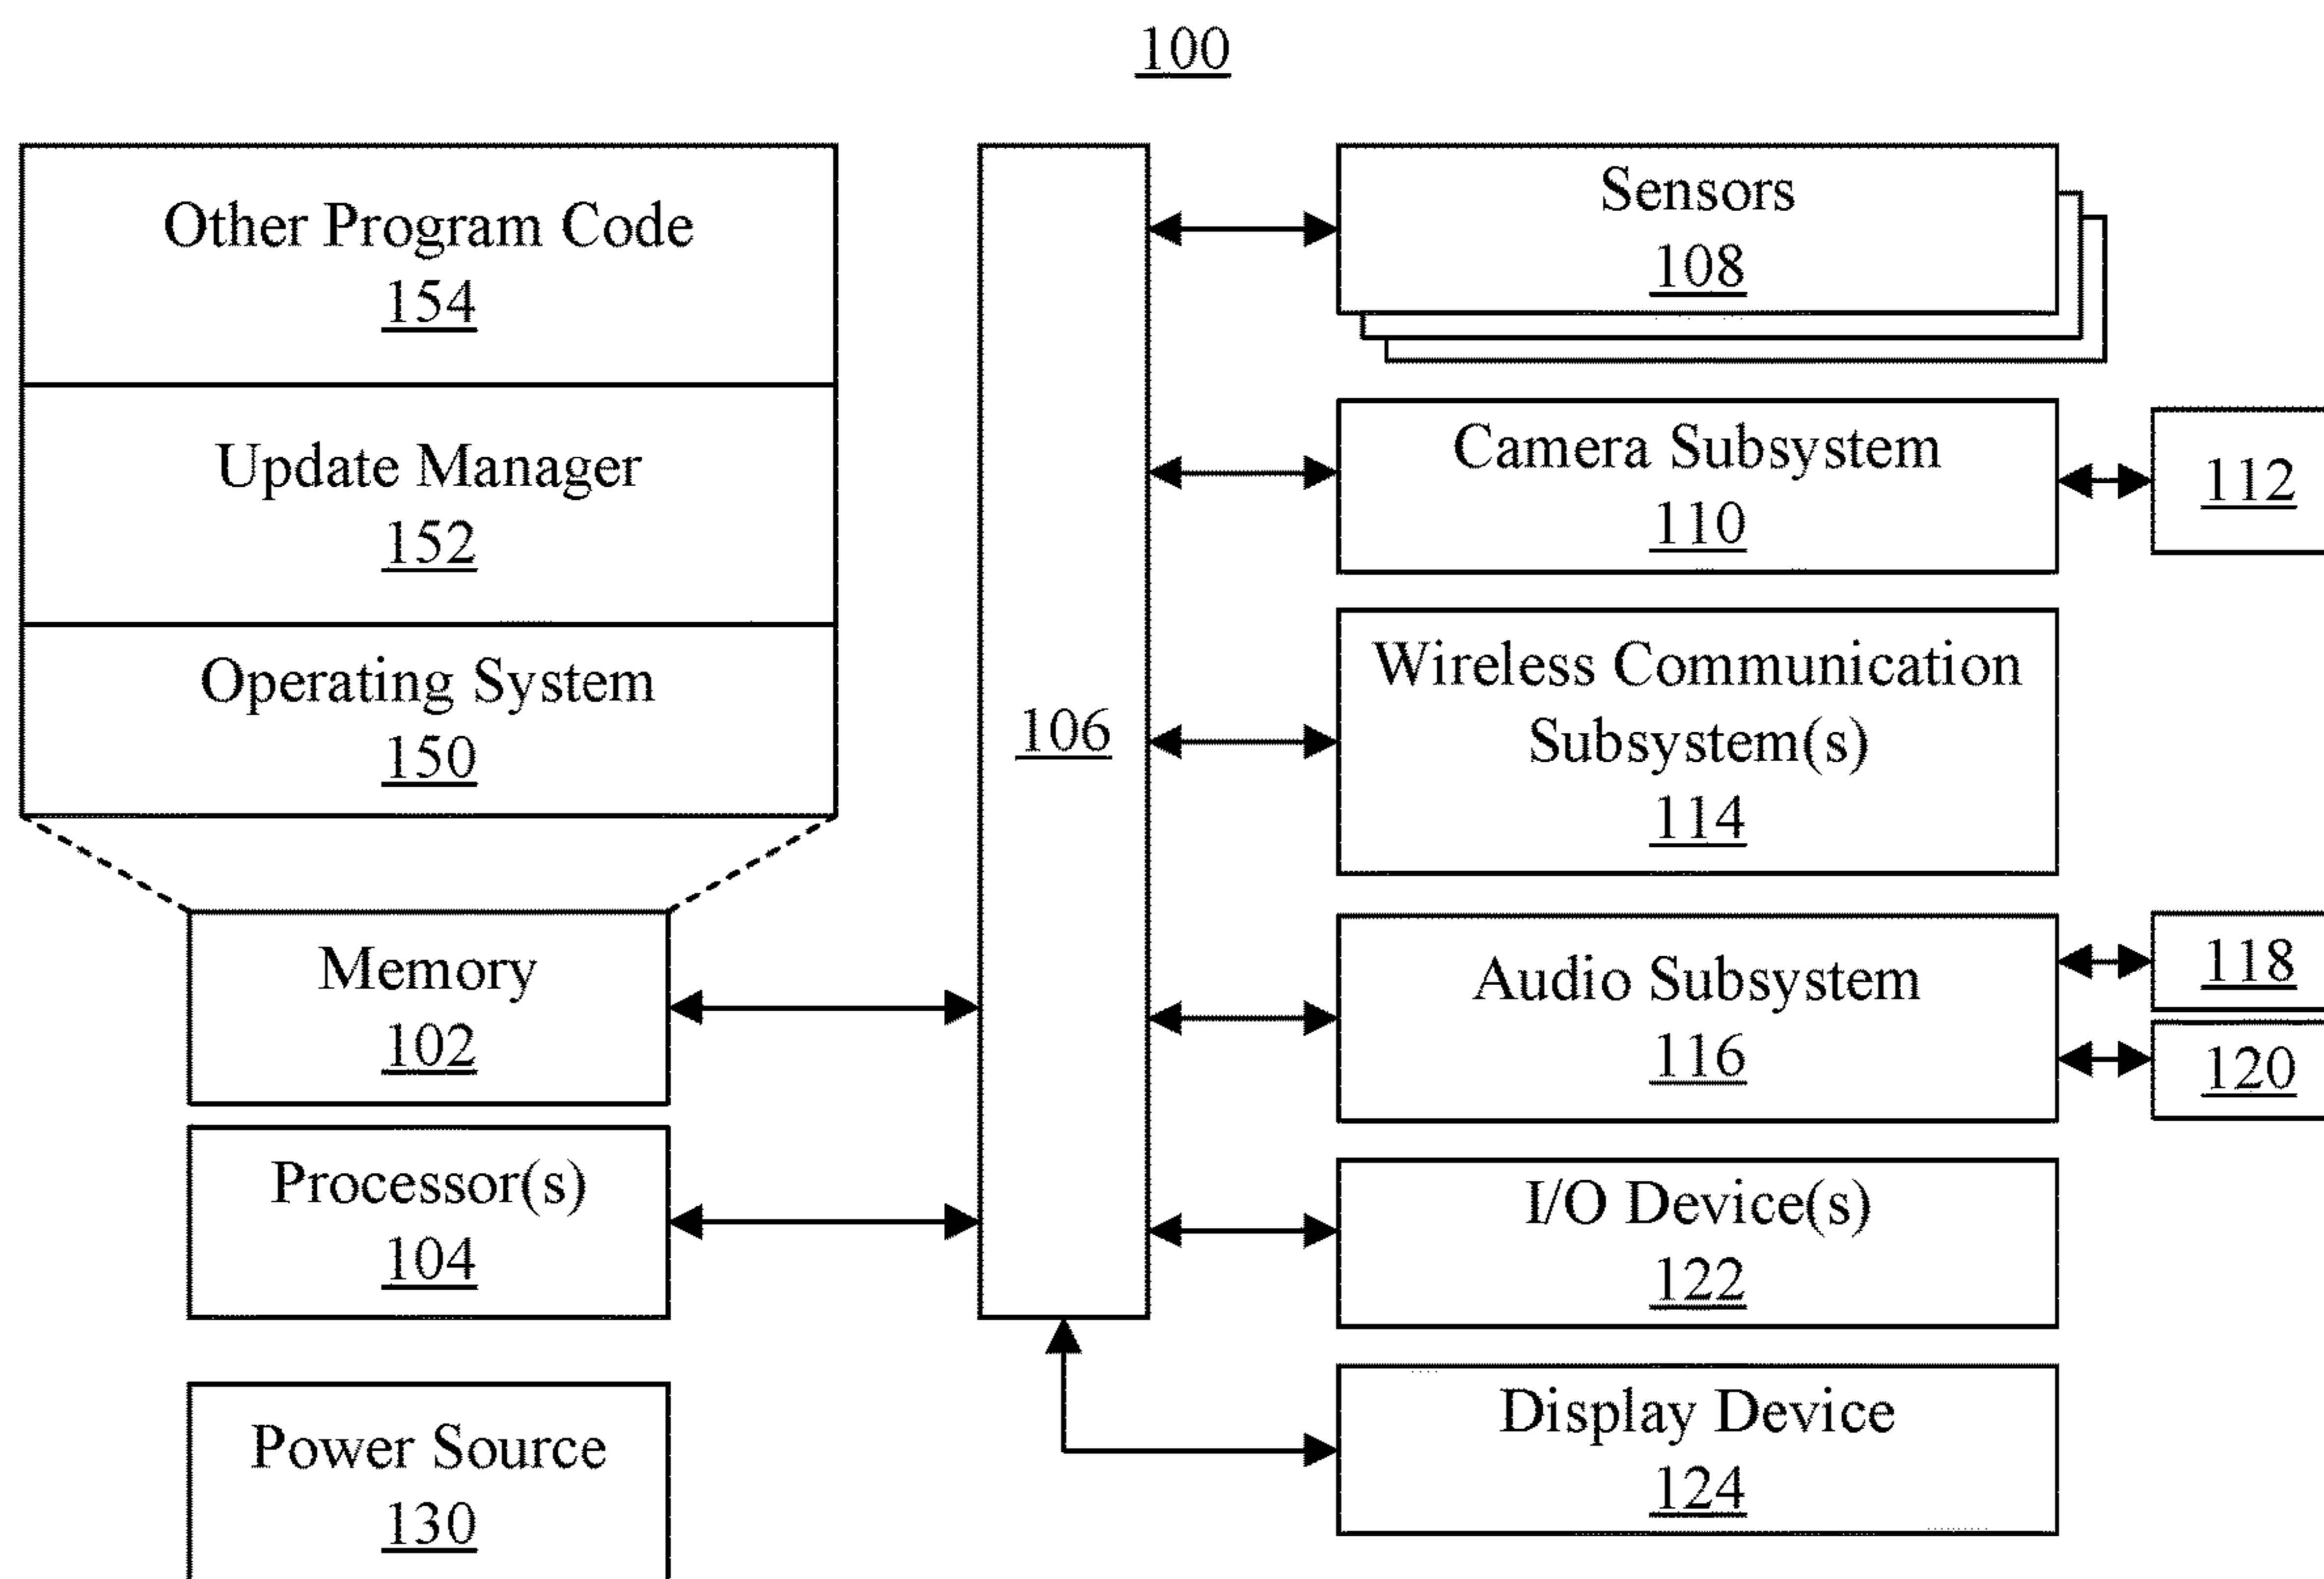 100
Other Program Code
154
Update Manager
152
Operating System
150
Memory
102
Processor(s)
104
Power Source
130
106
Sensors
108
Camera Subsystem
110
112
Wireless Communication
Subsystem(s)
114
Audio Subsystem
116
118
120
I/O Device(s)
122
Display Device
124